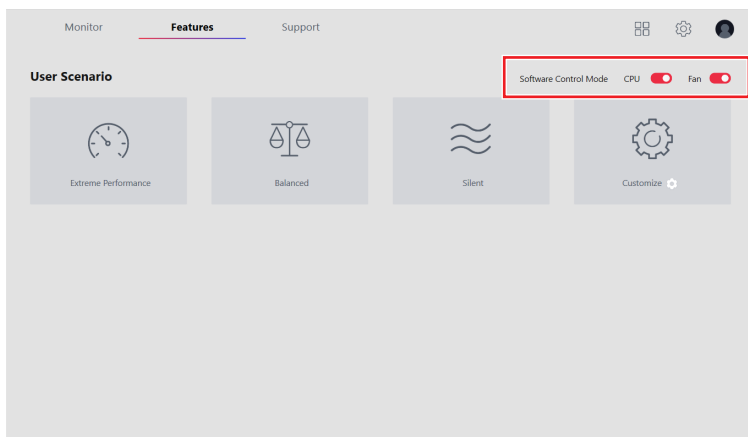 Monitor Features Support
User Scenario Software Control Mode CPU Fan
Extreme Performance Balanced Silent Customize